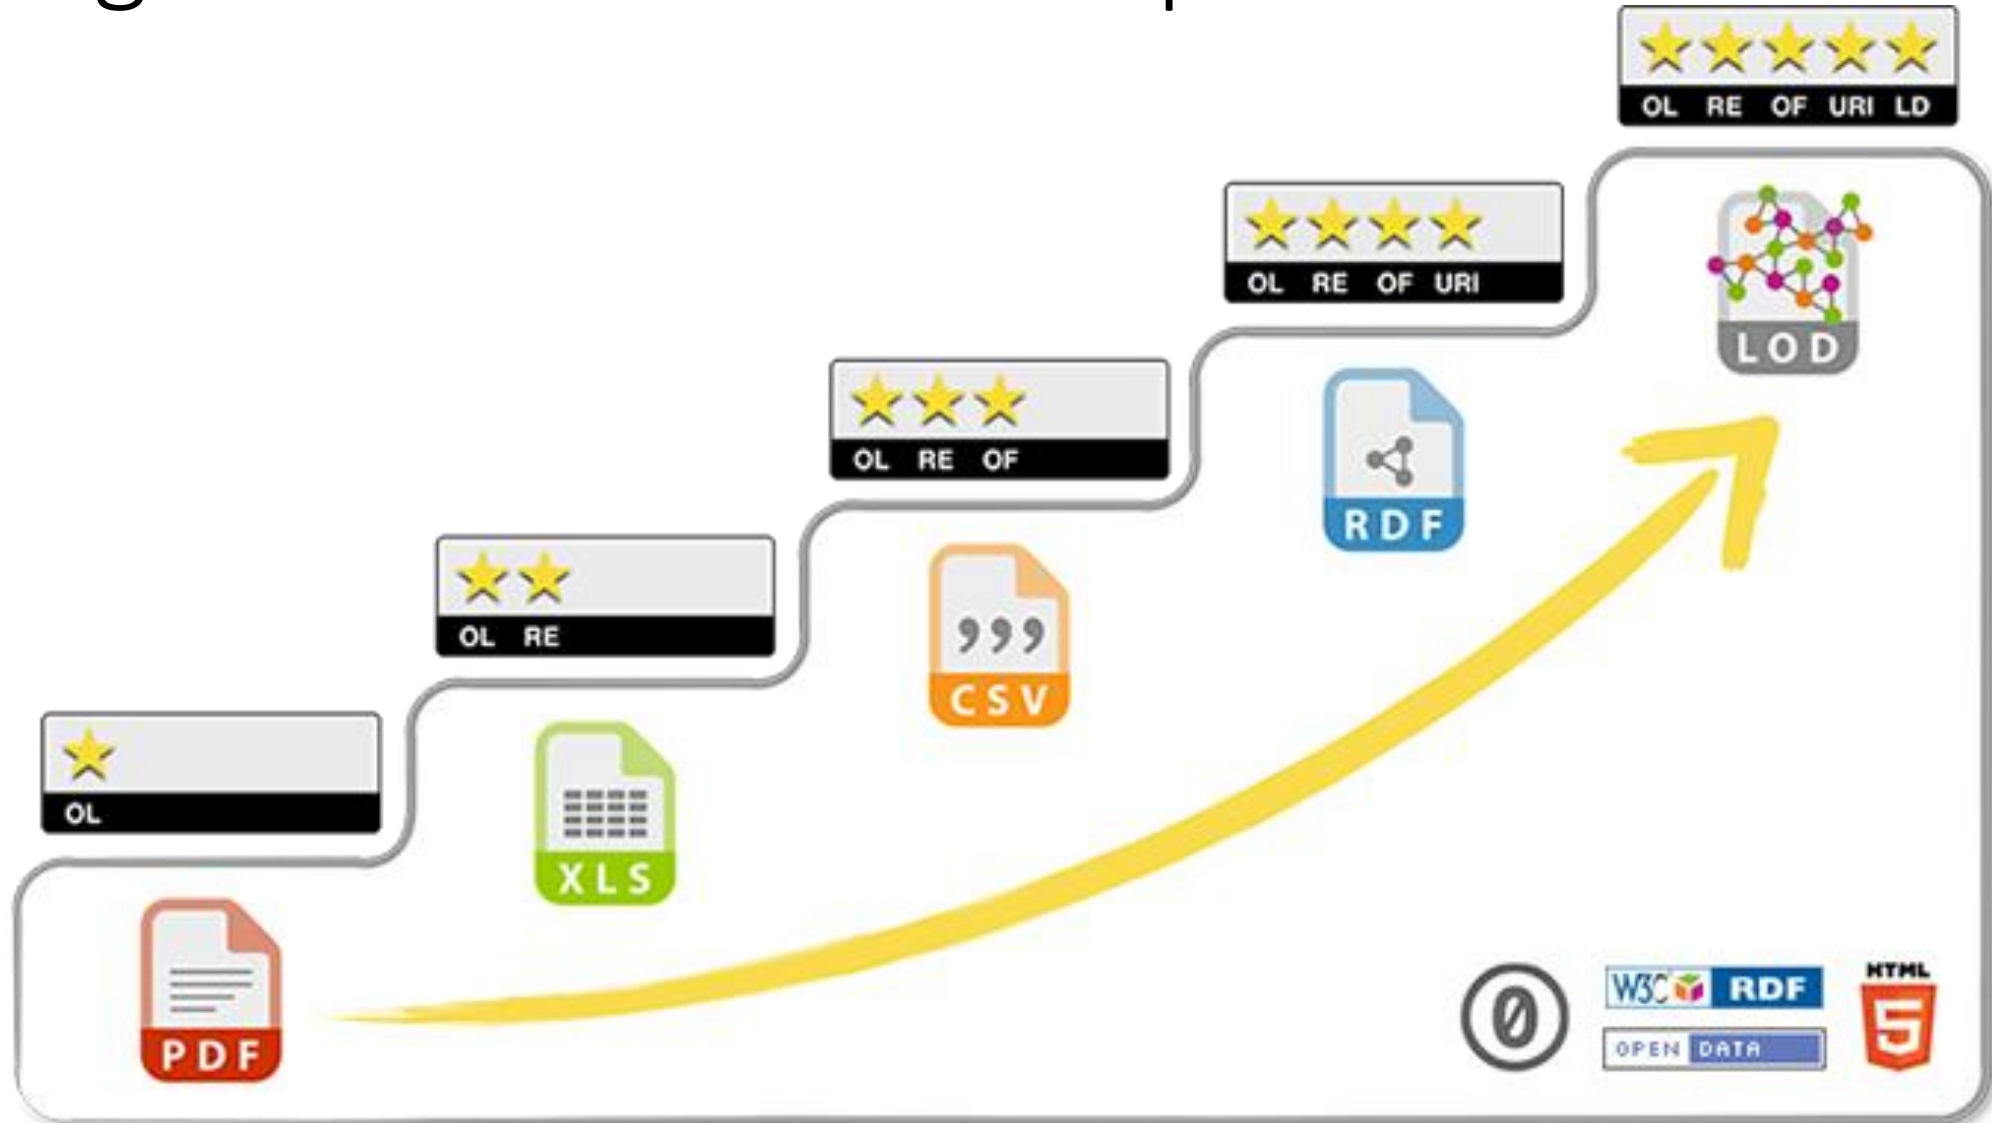 OL RE OF URI LD
LOD
OL RE OF URI
RDF
OL RE OF
CSV
OL RE
XLS
OL
PDF
0
W3C RDF
OPEN DATA
HTML
5